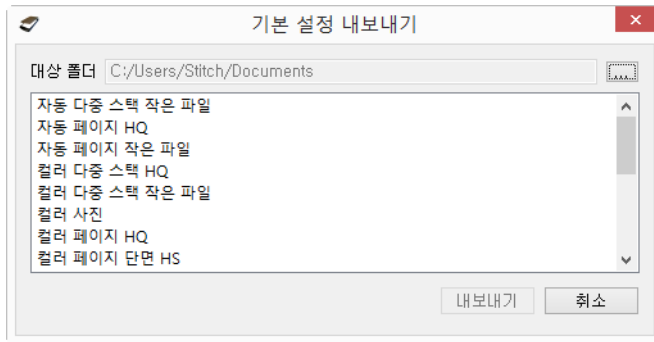 기본 설정 내보내기
대상 폴더 C:/Users/Stitch/Documents ...
자동 다중 스택 작은 파일
자동 페이지 HQ
자동 페이지 작은 파일
컬러 다중 스택 HQ
컬러 다중 스택 작은 파일
컬러 사진
컬러 페이지 HQ
컬러 페이지 단면 HS
내보내기 취소